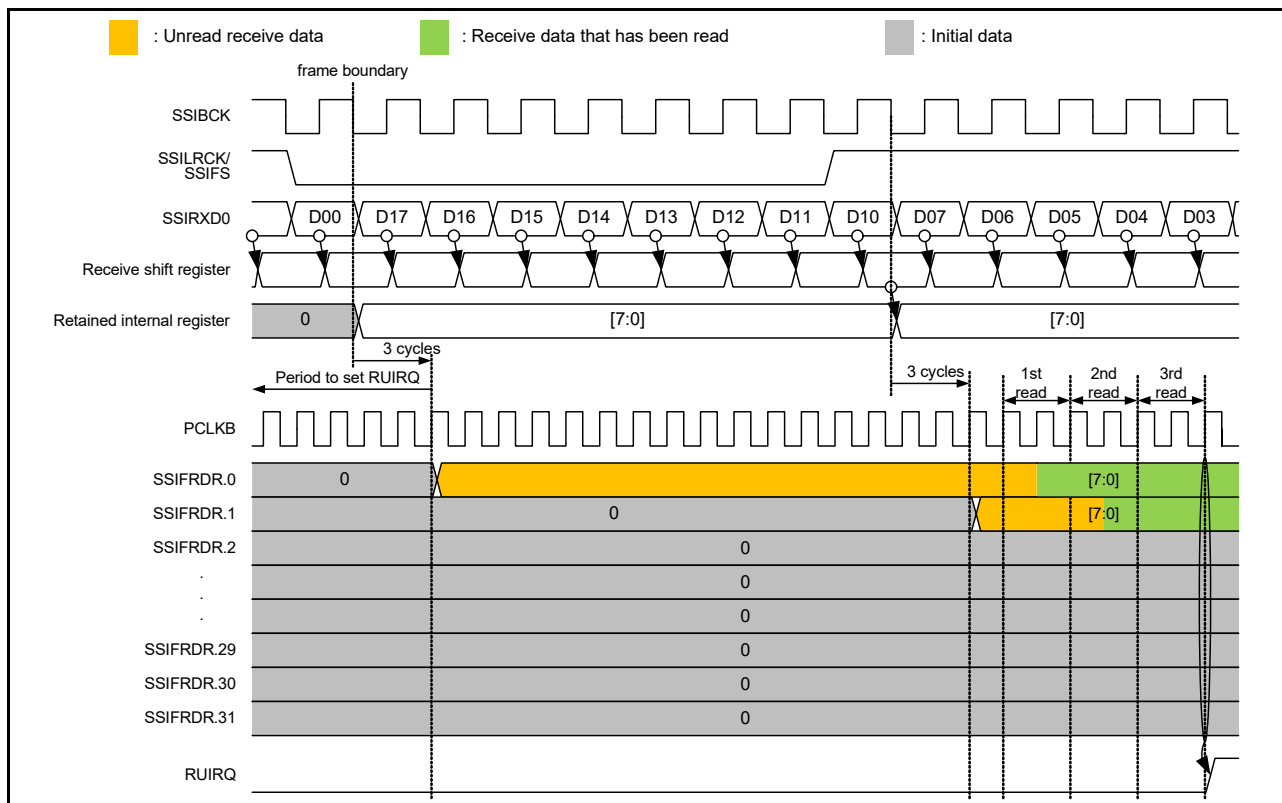 : Unread receive data : Receive data that has been read : Initial data
frame boundary
SSIBCK
SSILRCK/
SSIFS
SSIRXD0 D00 D17 D16 D15 D14 D13 D12 D11 D10 D07 D06 D05 D04 D03
Receive shift register
Retained internal register 0 [7:0] [7:0]
3 cycles
Period to set RUIRQ 3 cycles 1st read 2nd read 3rd read
PCLKB
SSIFRDR.0 0 [7:0]
SSIFRDR.1 0 [7:0]
SSIFRDR.2 0
. 0
.
. 0
SSIFRDR.29 0
SSIFRDR.30 0
SSIFRDR.31 0
RUIRQ